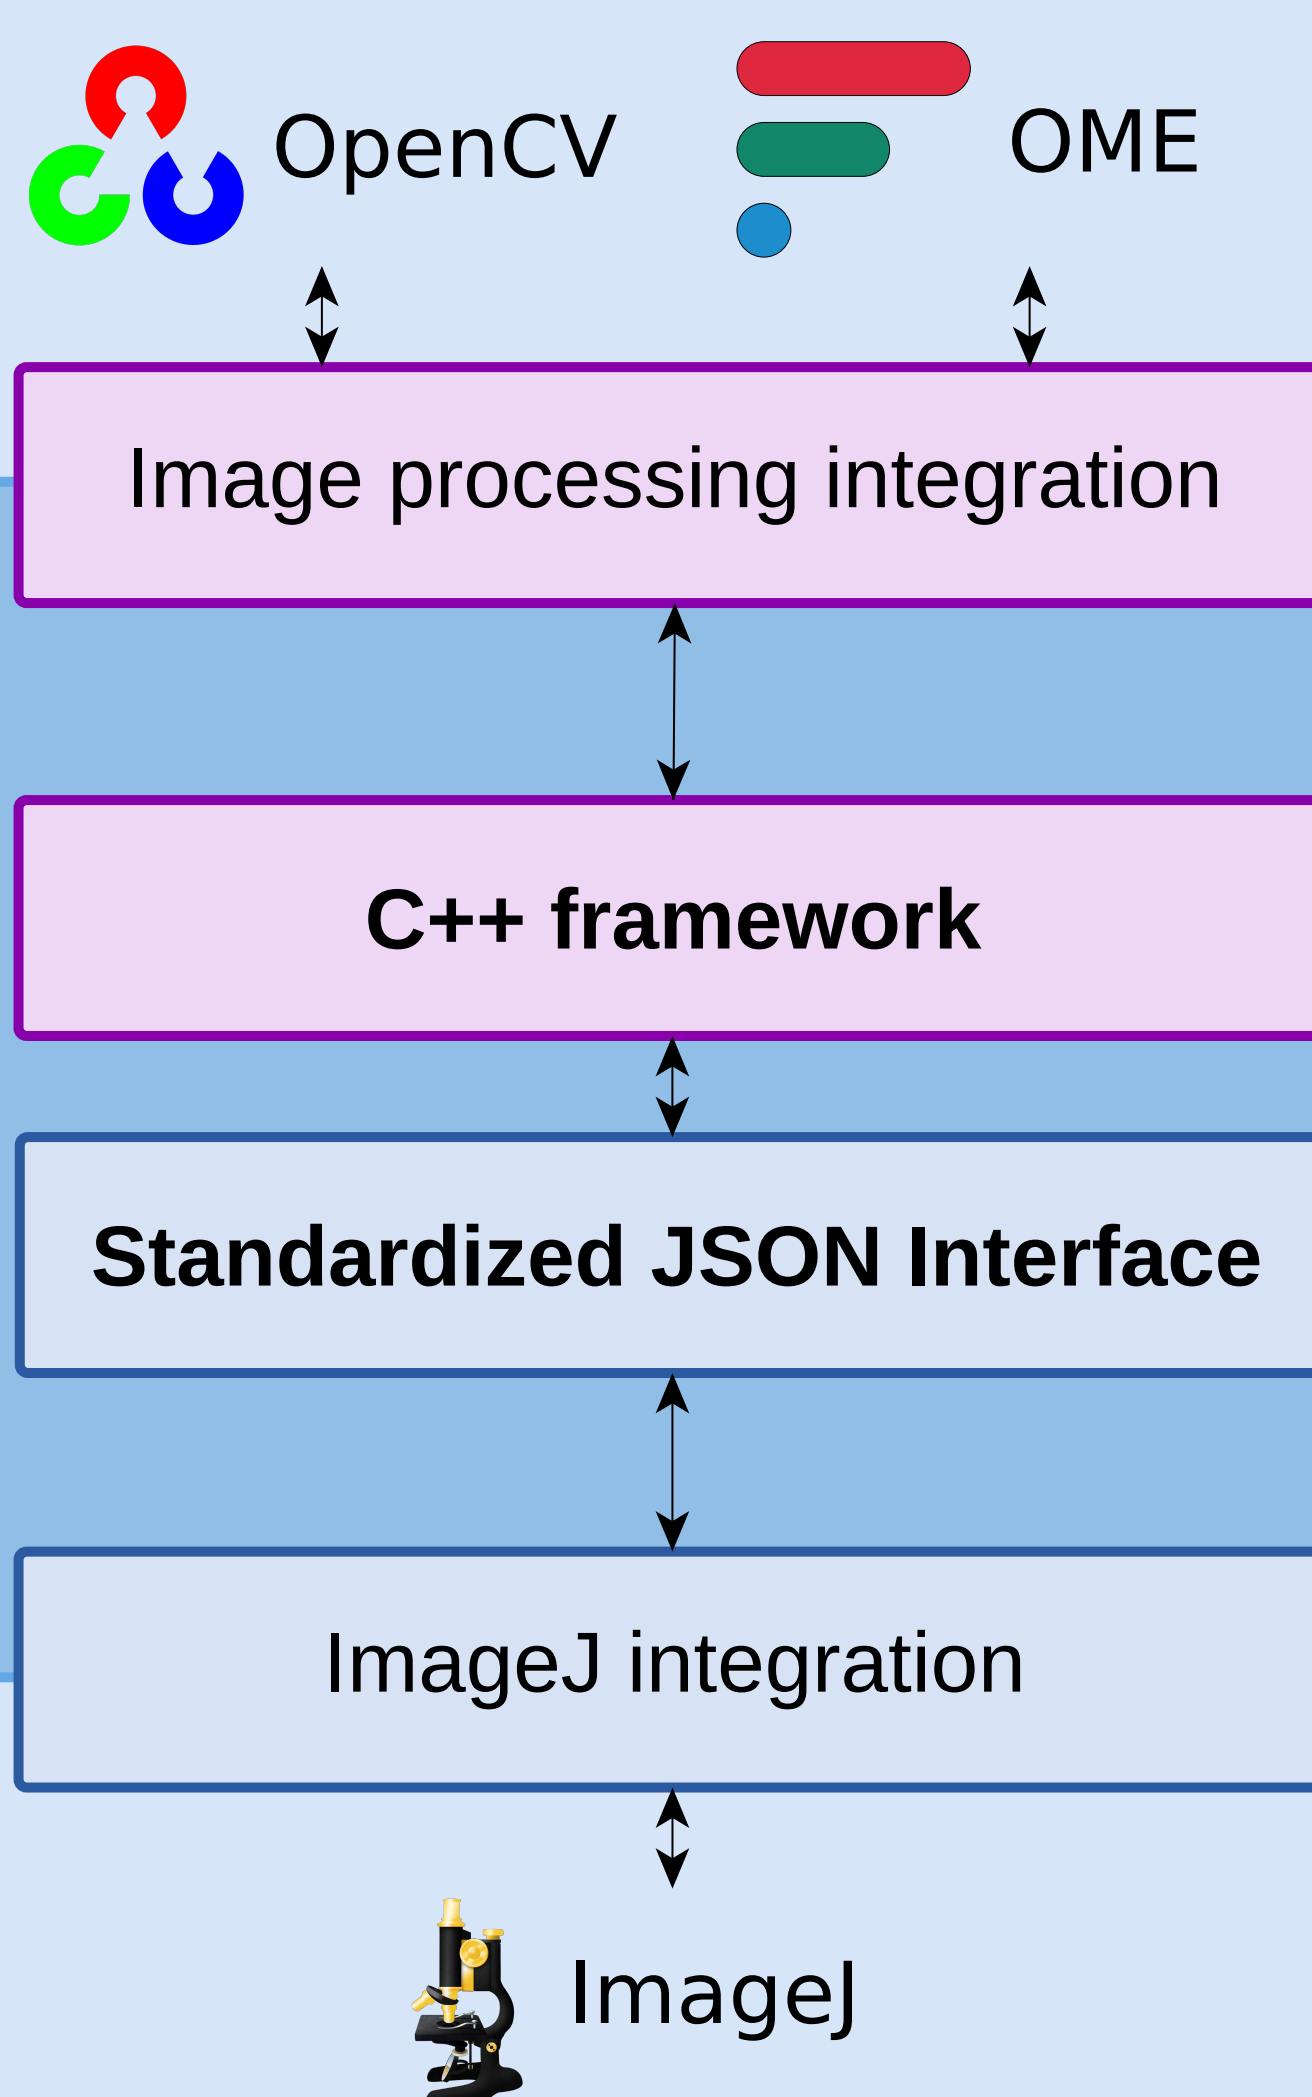 OpenCV
OME
Image processing integration
C++ framework
Standardized JSON Interface
ImageJ integration
ImageJ